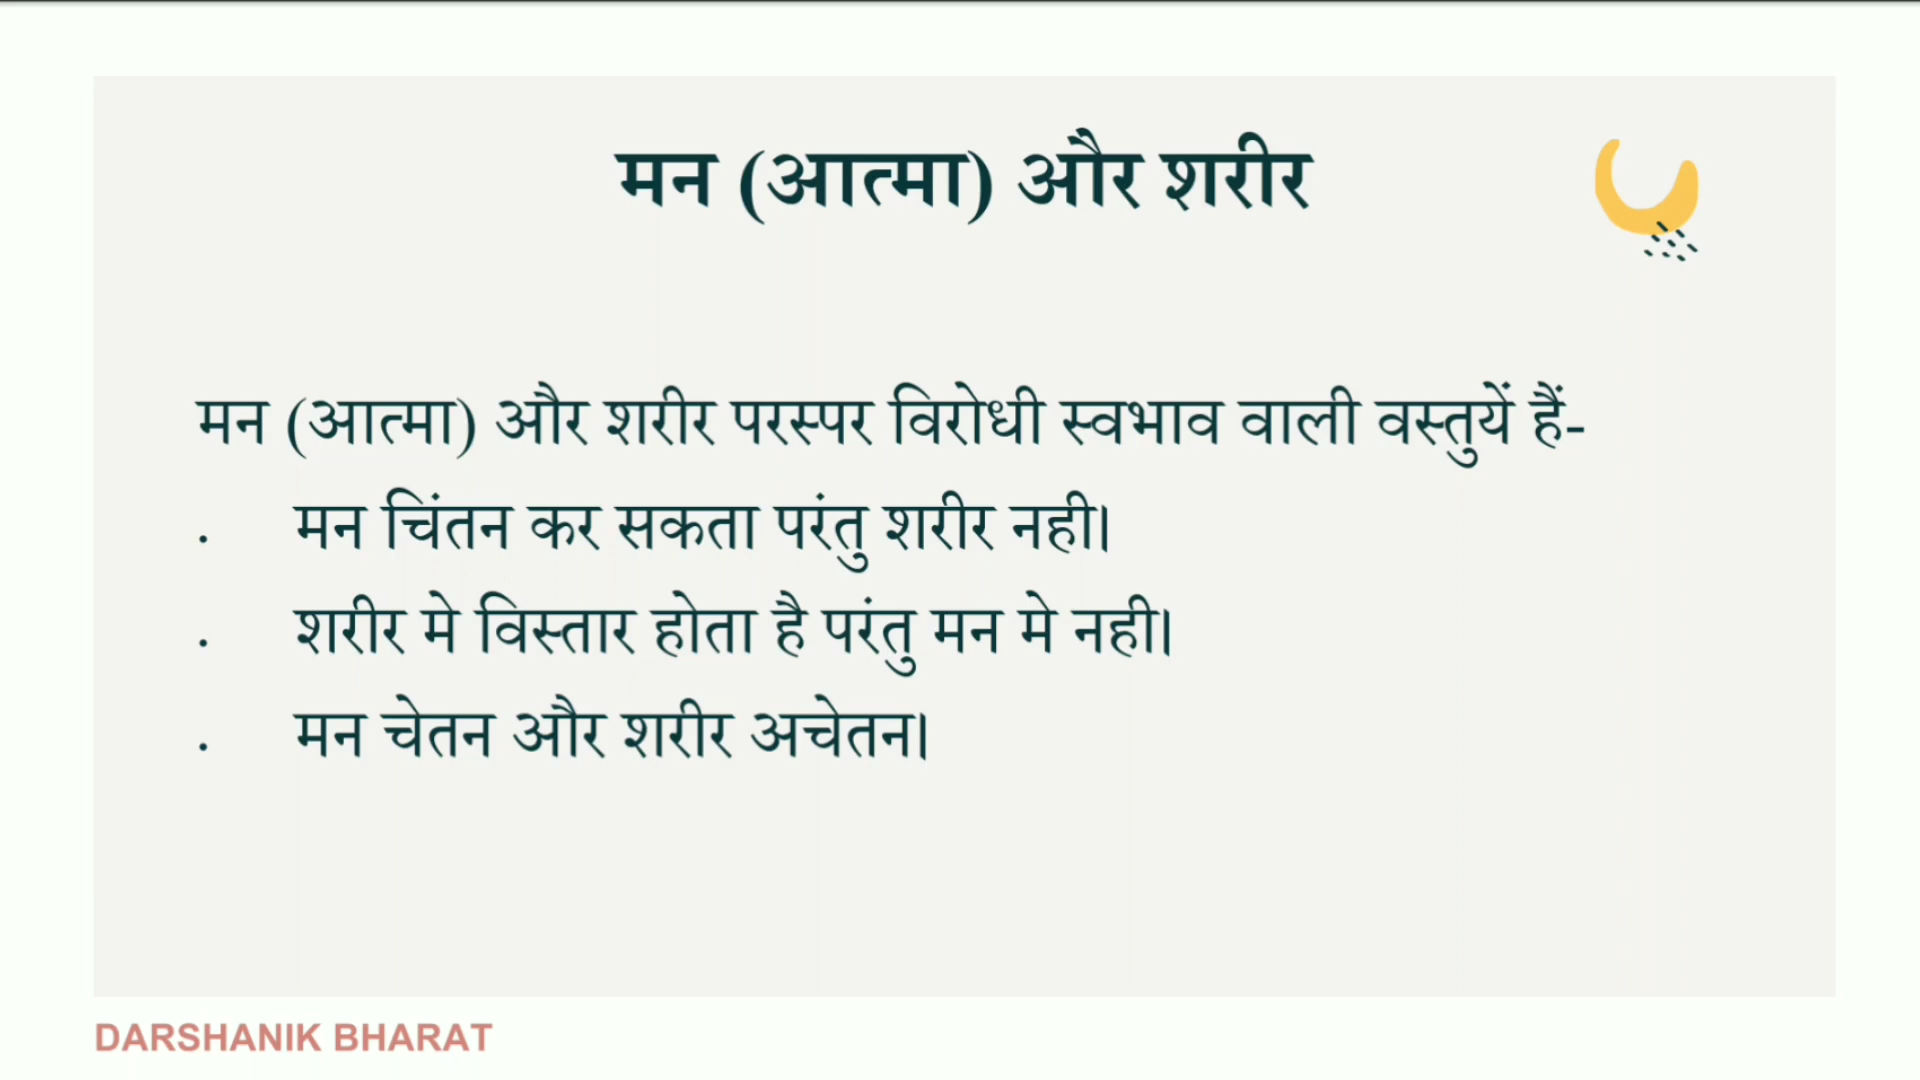 मन (आत्मा) और शरीर
मन (आत्मा) और शरीर परस्पर विरोधी स्वभाव वाली वस्तुयें हैं-
. मन चिंतन कर सकता परंतु शरीर नही।
. शरीर मे विस्तार होता है परंतु मन मे नही।
. मन चेतन और शरीर अचेतन।
DARSHANIK BHARAT